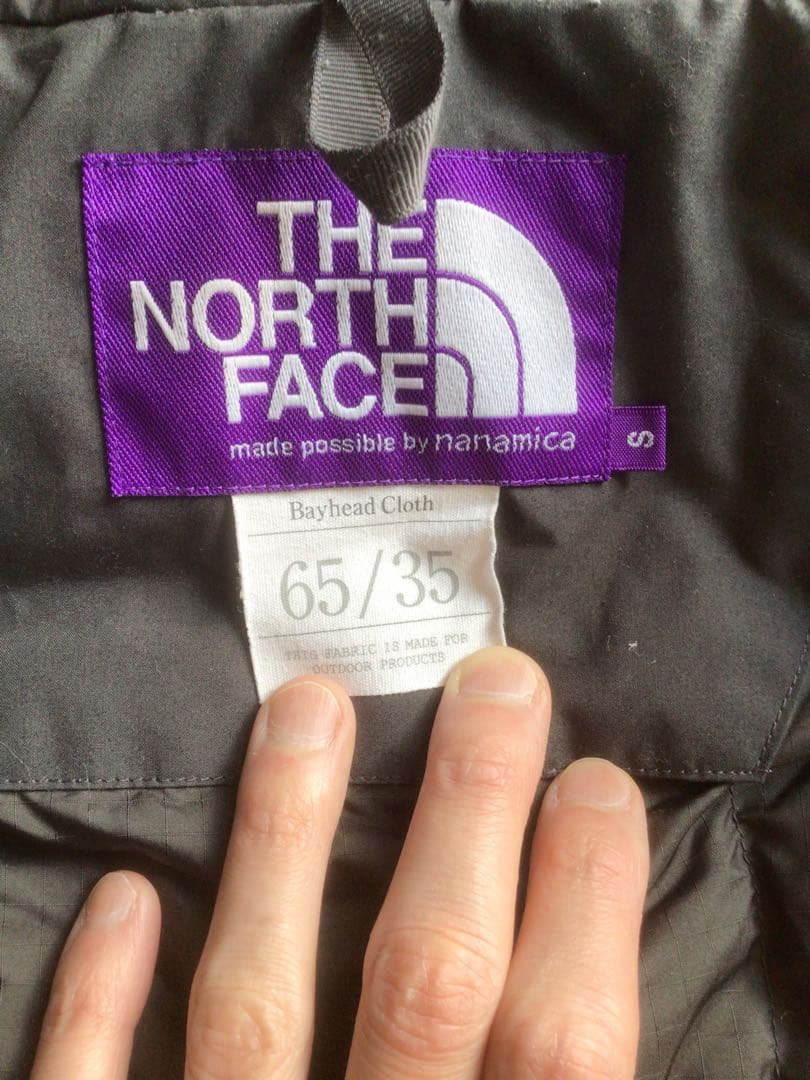 THE
NORTH
FACE
made possible by nanamica
S
Bayhead Cloth
65/35
THIS FABRIC IS MADE FOR
OUTDOOR PRODUCTS